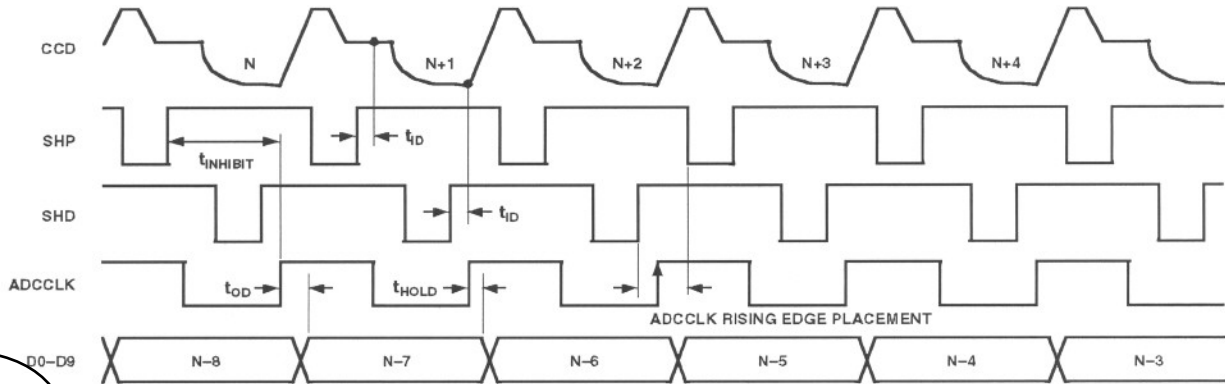 CCD
N
N+1
N+2
N+3
N+4
SHP
tID
tINHIBIT
SHD
tID
ADCCLK
tOD
tHOLD
ADCCLK RISING EDGE PLACEMENT
D0–D9
N–8
N–7
N–6
N–5
N–4
N–3